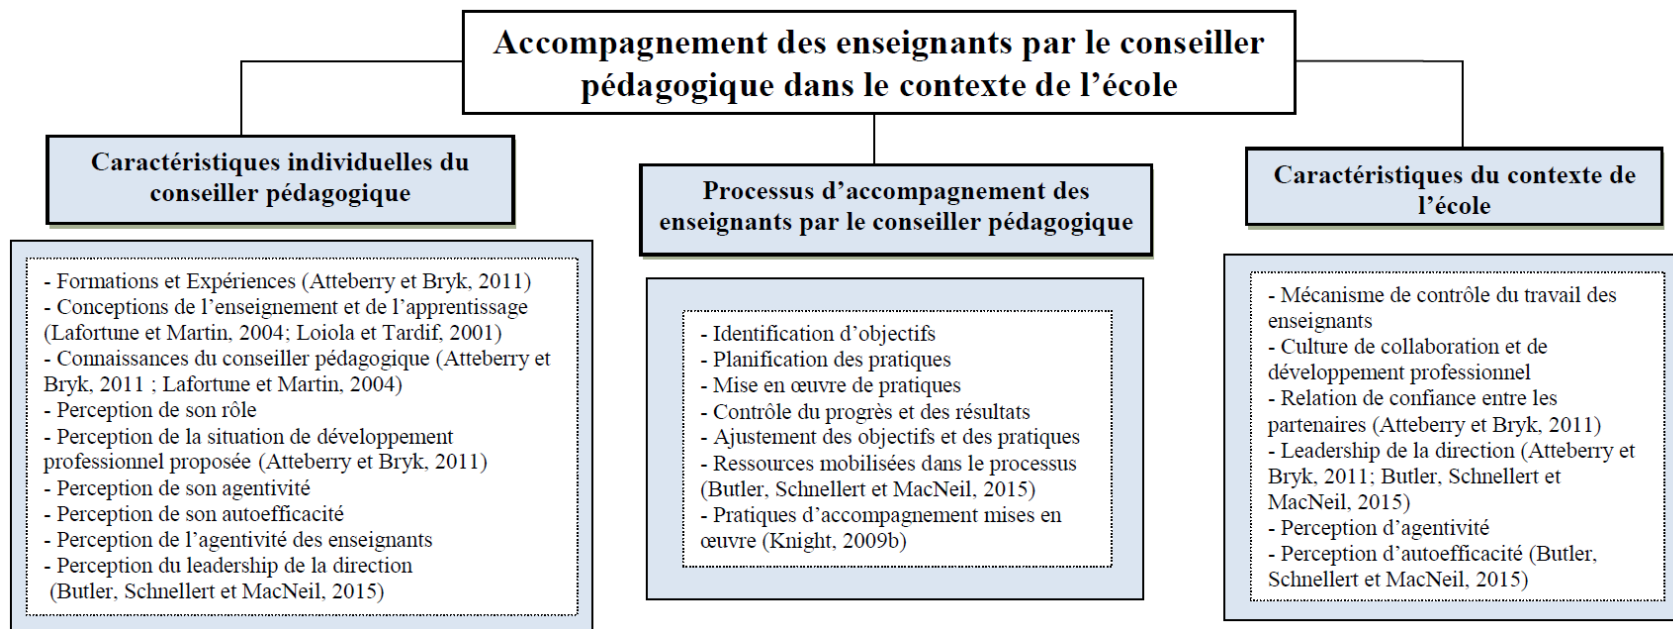 Accompagnement des enseignants par le conseiller
pédagogique dans le contexte de l’école
Caractéristiques individuelles du
conseiller pédagogique
- Formations et Expériences (Atteberry et Bryk, 2011)
- Conceptions de l’enseignement et de l’apprentissage
(Lafortune et Martin, 2004; Loiola et Tardif, 2001)
- Connaissances du conseiller pédagogique (Atteberry et
Bryk, 2011 ; Lafortune et Martin, 2004)
- Perception de son rôle
- Perception de la situation de développement
professionnel proposée (Atteberry et Bryk, 2011)
- Perception de son agentivité
- Perception de son autoefficacité
- Perception de l’agentivité des enseignants
- Perception du leadership de la direction
(Butler, Schnellert et MacNeil, 2015)
Processus d’accompagnement des
enseignants par le conseiller pédagogique
- Identification d’objectifs
- Planification des pratiques
- Mise en œuvre de pratiques
- Contrôle du progrès et des résultats
- Ajustement des objectifs et des pratiques
- Ressources mobilisées dans le processus
(Butler, Schnellert et MacNeil, 2015)
- Pratiques d’accompagnement mises en
œuvre (Knight, 2009b)
Caractéristiques du contexte de
l’école
- Mécanisme de contrôle du travail des
enseignants
- Culture de collaboration et de
développement professionnel
- Relation de confiance entre les
partenaires (Atteberry et Bryk, 2011)
- Leadership de la direction (Atteberry et
Bryk, 2011; Butler, Schnellert et
MacNeil, 2015)
- Perception d’agentivité
- Perception d’autoefficacité (Butler,
Schnellert et MacNeil, 2015)